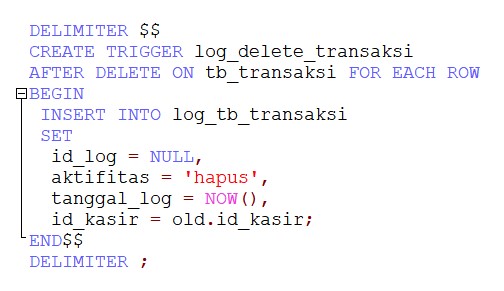 DELIMITER $$
CREATE TRIGGER log_delete_transaksi
AFTER DELETE ON tb_transaksi FOR EACH ROW
BEGIN
INSERT INTO log_tb_transaksi
SET
id_log = NULL,
aktifitas = 'hapus',
tanggal_log = NOW(),
id_kasir = old.id_kasir;
END$$
DELIMITER ;